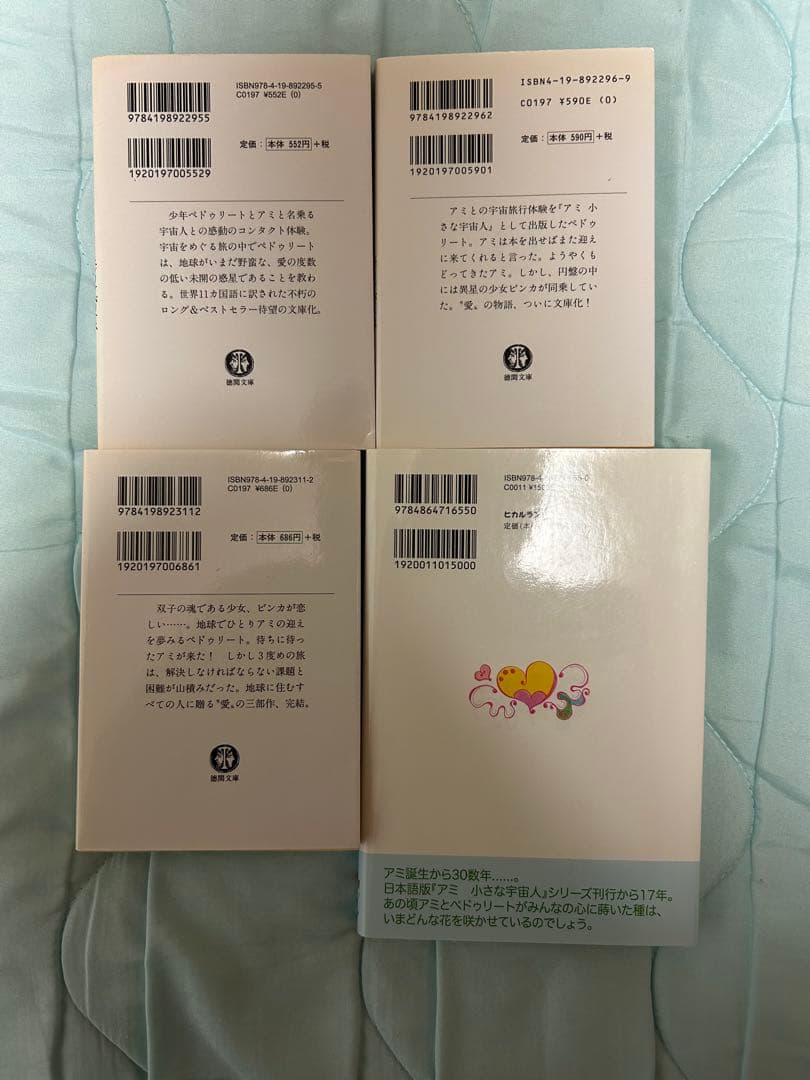 ISBN978-4-19-892295-5
C0197 ¥552E (0)
9784198922955
定価：本体 552円＋税
1920197005529
少年ペドゥリートとアミと名乗る
宇宙人との感動のコンタクト体験。
宇宙をめぐる旅の中でペドゥリート
は、地球がいまだ野蛮な、愛の度数
の低い未開の惑星であることを教わ
る。世界11カ国語に訳された不朽の
ロング＆ベストセラー待望の文庫化。
徳間文庫
ISBN4-19-892296-9
C0197 ¥590E (0)
9784198922962
定価：本体 590円＋税
1920197005901
アミとの宇宙旅行体験を『アミ 小
さな宇宙人』として出版したペドゥ
リート。アミは本を出せばまた迎え
に来てくれると言った。ようやくも
どってきたアミ。しかし、円盤の中
には異星の少女ビンカが同乗してい
た。〝愛〟の物語、ついに文庫化！
徳間文庫
ISBN978-4-19-892311-2
C0197 ¥686E (0)
9784198923112
定価：本体 686円＋税
1920197006861
双子の魂である少女、ビンカが恋
しい……。地球でひとりアミの迎え
を夢みるペドゥリート。待ちに待っ
たアミが来た！ しかし３度めの旅
は、解決しなければならない課題と
困難が山積みだった。地球に住むす
べての人に贈る〝愛〟の三部作、完結。
徳間文庫
ISBN978-4-
C0011
9784864716550
ヒカルラン
定価（本
1920011015000
アミ誕生から30数年……。
日本語版『アミ 小さな宇宙人』シリーズ刊行から17年。
あの頃アミとペドゥリートがみんなの心に蒔いた種は、
いまどんな花を咲かせているのでしょう。